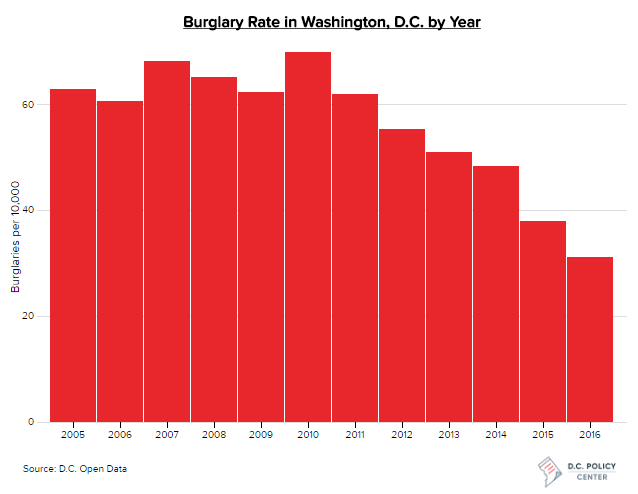 Burglary Rate in Washington, D.C. by Year
Burglaries per 10,000
60
40
20
0
2005 2006 2007 2008 2009 2010 2011 2012 2013 2014 2015 2016
Source: D.C. Open Data
D.C. POLICY
CENTER